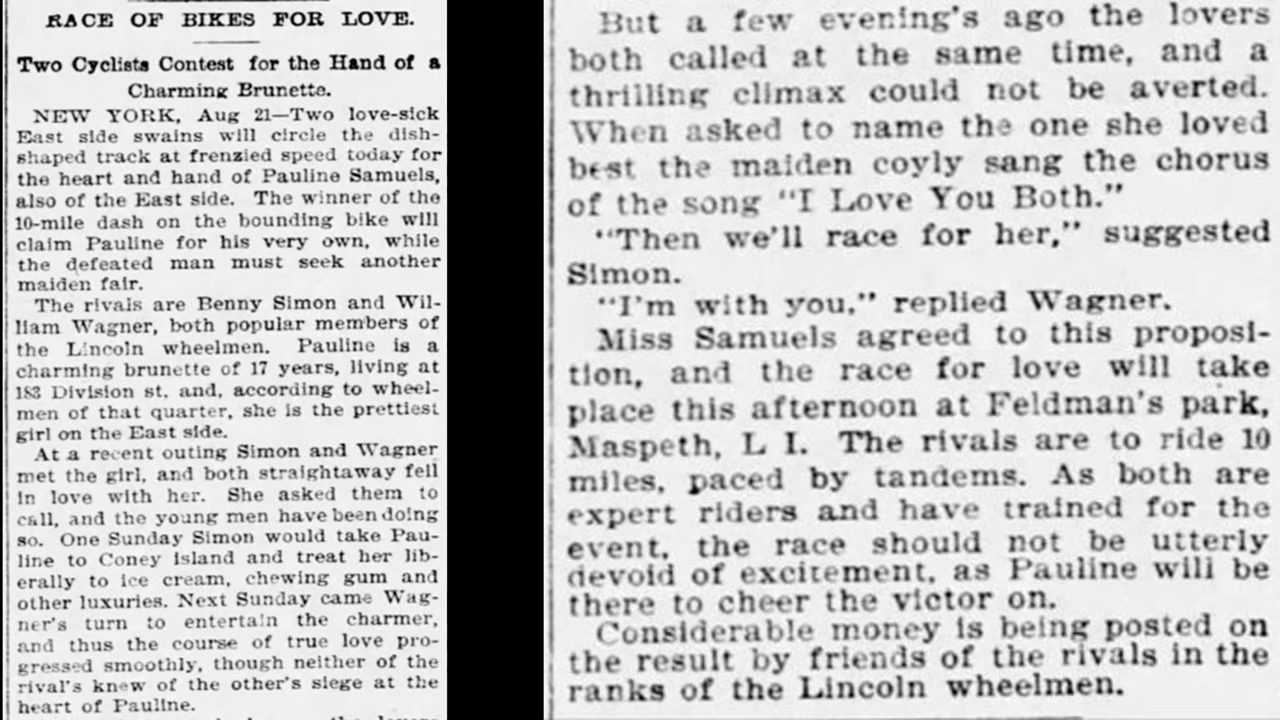 RACE OF BIKES FOR LOVE.
Two Cyclists Contest for the Hand of a
Charming Brunette.
NEW YORK, Aug 21—Two love-sick
East side swains will circle the dish-
shaped track at frenzied speed today for
the heart and hand of Pauline Samuels,
also of the East side. The winner of the
10-mile dash on the bounding bike will
claim Pauline for his very own, while
the defeated man must seek another
maiden fair.
The rivals are Benny Simon and Wil-
liam Wagner, both popular members of
the Lincoln wheelmen. Pauline is a
charming brunette of 17 years, living at
183 Division st, and, according to wheel-
men of that quarter, she is the prettiest
girl on the East side.
At a recent outing Simon and Wagner
met the girl, and both straightaway fell
in love with her. She asked them to
call, and the young men have been doing
so. One Sunday Simon would take Pau-
line to Coney island and treat her lib-
erally to ice cream, chewing gum and
other luxuries. Next Sunday came Wag-
ner's turn to entertain the charmer,
and thus the course of true love pro-
gressed smoothly, though neither of the
rival's knew of the other's siege at the
heart of Pauline.
But a few evening's ago the lovers
both called at the same time, and a
thrilling climax could not be averted.
When asked to name the one she loved
best the maiden coyly sang the chorus
of the song "I Love You Both."
"Then we'll race for her," suggested
Simon.
"I'm with you," replied Wagner.
Miss Samuels agreed to this proposi-
tion, and the race for love will take
place this afternoon at Feldman's park,
Maspeth, L I. The rivals are to ride 10
miles, paced by tandems. As both are
expert riders and have trained for the
event, the race should not be utterly
devoid of excitement, as Pauline will be
there to cheer the victor on.
Considerable money is being posted on
the result by friends of the rivals in the
ranks of the Lincoln wheelmen.